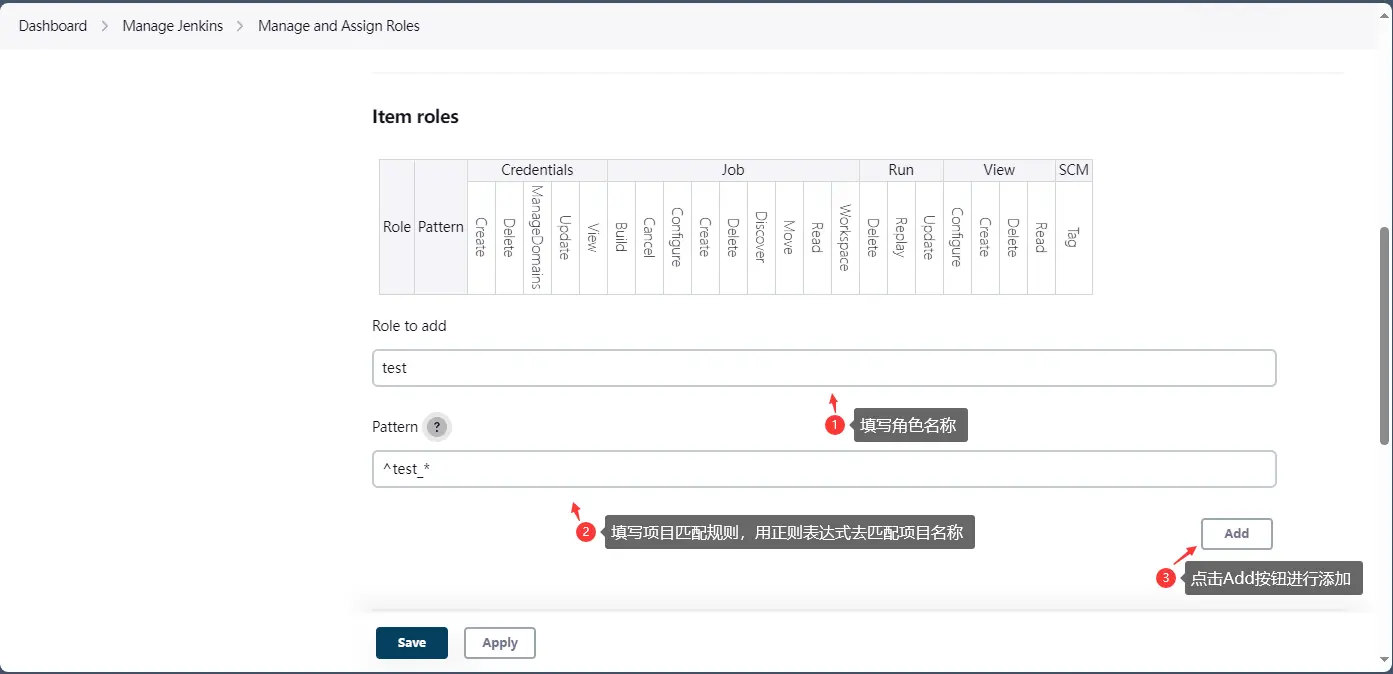 Dashboard > Manage Jenkins > Manage and Assign Roles
Item roles
Role Pattern Credentials Job Run View SCM
Create Delete ManageDomains Update View Build Cancel Configure Create Delete Discover Move Read Workspace Delete Replay Update Configure Create Delete Read Tag
Role to add
test
1 填写角色名称
Pattern ?
^test_*
2 填写项目匹配规则，用正则表达式去匹配项目名称
Add
3 点击Add按钮进行添加
Save Apply